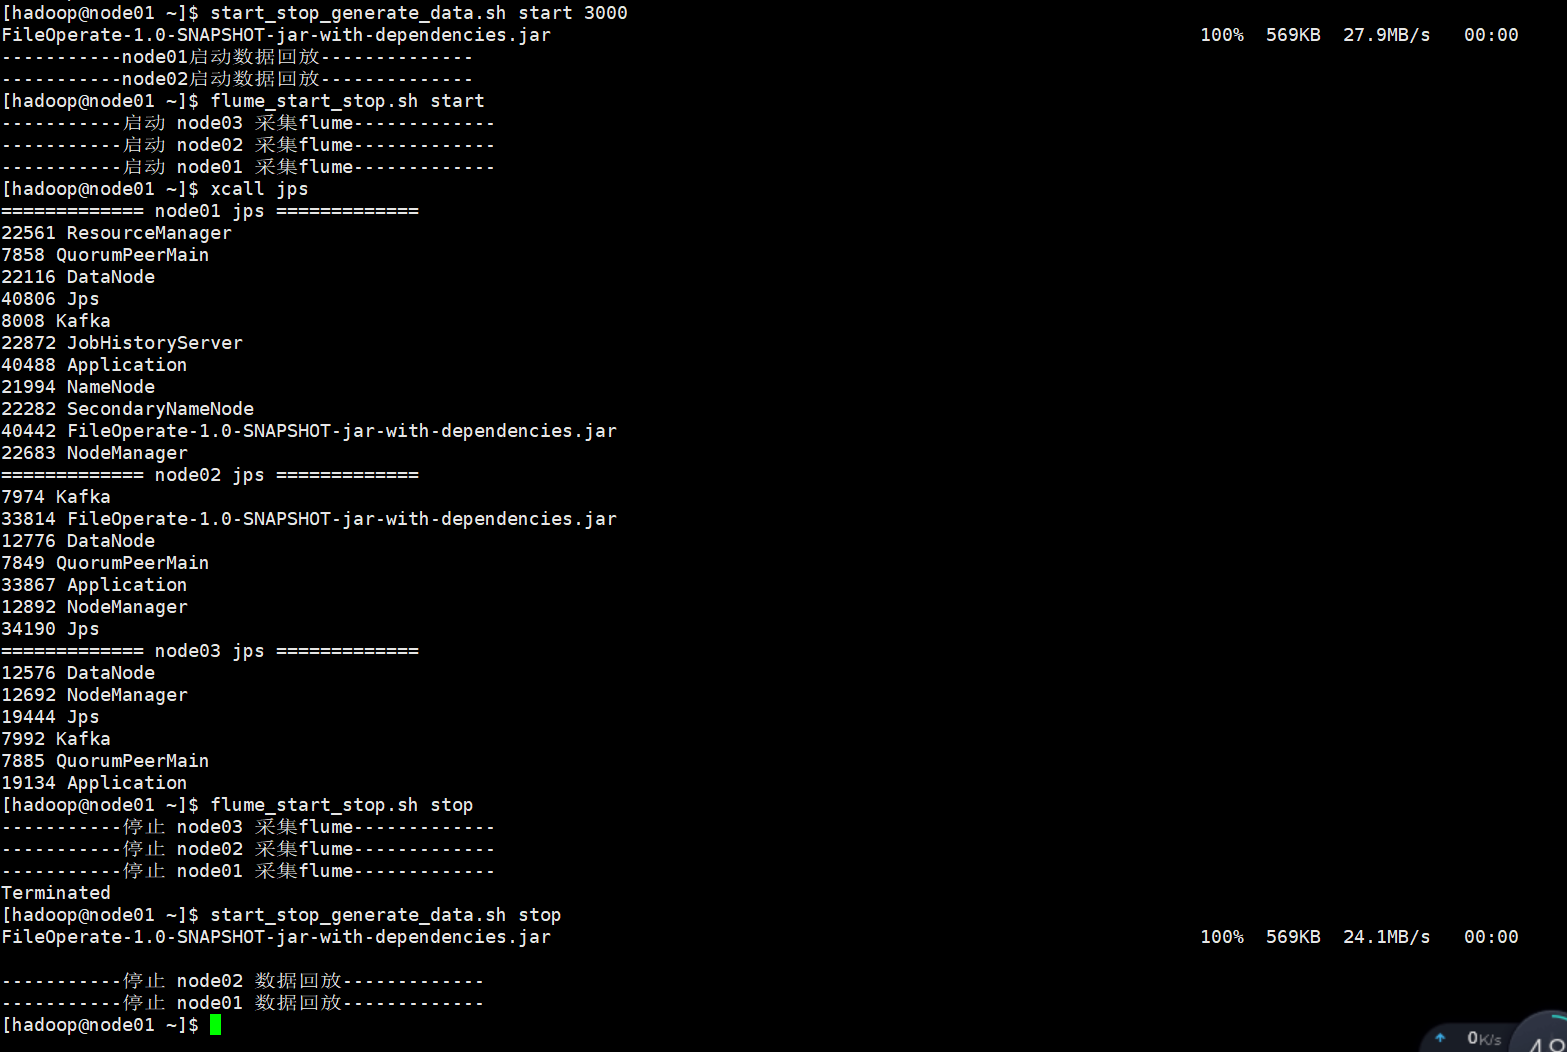 [hadoop@node01 ~]$ start_stop_generate_data.sh start 3000
FileOperate-1.0-SNAPSHOT-jar-with-dependencies.jar 100% 569KB 27.9MB/s 00:00
-----------node01启动数据回放--------------
-----------node02启动数据回放--------------
[hadoop@node01 ~]$ flume_start_stop.sh start
-----------启动 node03 采集flume-------------
-----------启动 node02 采集flume-------------
-----------启动 node01 采集flume-------------
[hadoop@node01 ~]$ xcall jps
============= node01 jps =============
22561 ResourceManager
7858 QuorumPeerMain
22116 DataNode
40806 Jps
8008 Kafka
22872 JobHistoryServer
40488 Application
21994 NameNode
22282 SecondaryNameNode
40442 FileOperate-1.0-SNAPSHOT-jar-with-dependencies.jar
22683 NodeManager
============= node02 jps =============
7974 Kafka
33814 FileOperate-1.0-SNAPSHOT-jar-with-dependencies.jar
12776 DataNode
7849 QuorumPeerMain
33867 Application
12892 NodeManager
34190 Jps
============= node03 jps =============
12576 DataNode
12692 NodeManager
19444 Jps
7992 Kafka
7885 QuorumPeerMain
19134 Application
[hadoop@node01 ~]$ flume_start_stop.sh stop
-----------停止 node03 采集flume-------------
-----------停止 node02 采集flume-------------
-----------停止 node01 采集flume-------------
Terminated
[hadoop@node01 ~]$ start_stop_generate_data.sh stop
FileOperate-1.0-SNAPSHOT-jar-with-dependencies.jar 100% 569KB 24.1MB/s 00:00
-----------停止 node02 数据回放-------------
-----------停止 node01 数据回放-------------
[hadoop@node01 ~]$
0K/s